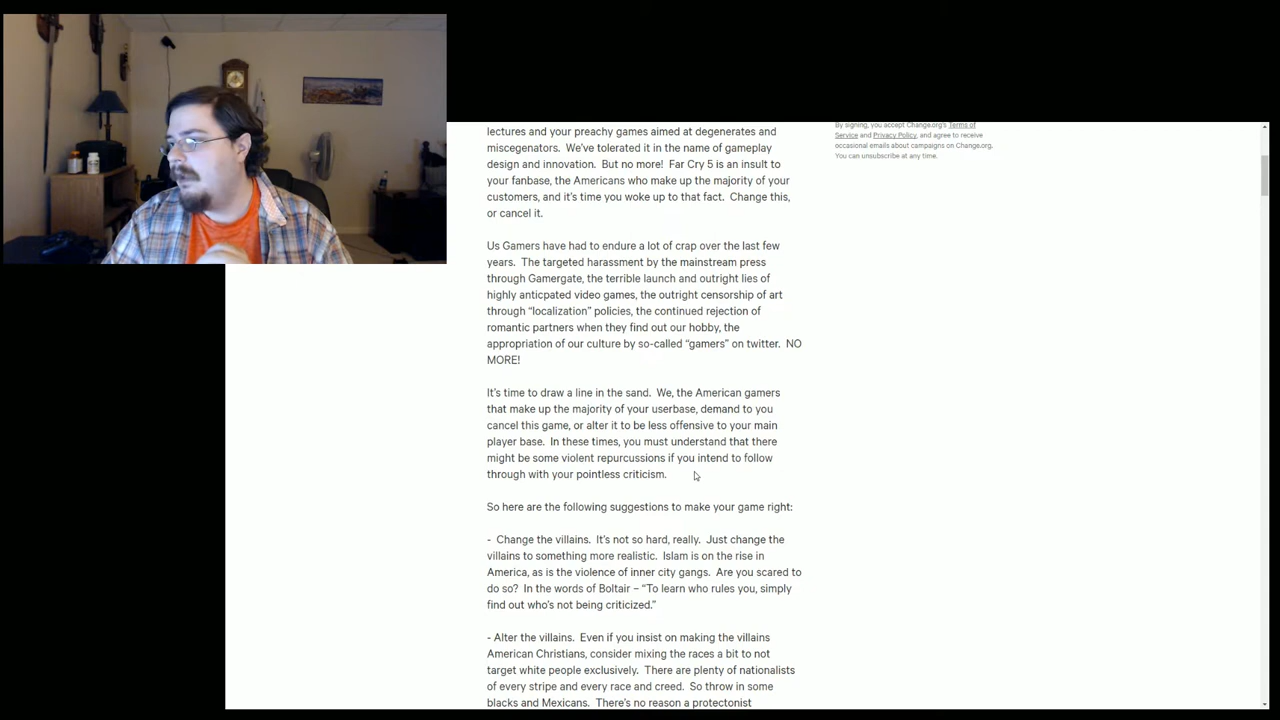 lectures and your preachy games aimed at degenerates and
miscegenators.  We've tolerated it in the name of gameplay
design and innovation.  But no more!  Far Cry 5 is an insult to
your fanbase, the Americans who make up the majority of your
customers, and it's time you woke up to that fact.  Change this,
or cancel it.
Us Gamers have had to endure a lot of crap over the last few
years.  The targeted harassment by the mainstream press
through Gamergate, the terrible launch and outright lies of
highly anticpated video games, the outright censorship of art
through “localization” policies, the continued rejection of
romantic partners when they find out our hobby, the
appropriation of our culture by so-called “gamers” on twitter.  NO
MORE!
It's time to draw a line in the sand.  We, the American gamers
that make up the majority of your userbase, demand to you
cancel this game, or alter it to be less offensive to your main
player base.  In these times, you must understand that there
might be some violent repurcussions if you intend to follow
through with your pointless criticism.
So here are the following suggestions to make your game right:
-  Change the villains.  It's not so hard, really.  Just change the
villains to something more realistic.  Islam is on the rise in
America, as is the violence of inner city gangs.  Are you scared to
do so?  In the words of Boltair – “To learn who rules you, simply
find out who's not being criticized.”
- Alter the villains.  Even if you insist on making the villains
American Christians, consider mixing the races a bit to not
target white people exclusively.  There are plenty of nationalists
of every stripe and every race and creed.  So throw in some
blacks and Mexicans.  There's no reason a protectonist
By signing, you accept Change.org's Terms of
Service and Privacy Policy, and agree to receive
occasional emails about campaigns on Change.org.
You can unsubscribe at any time.